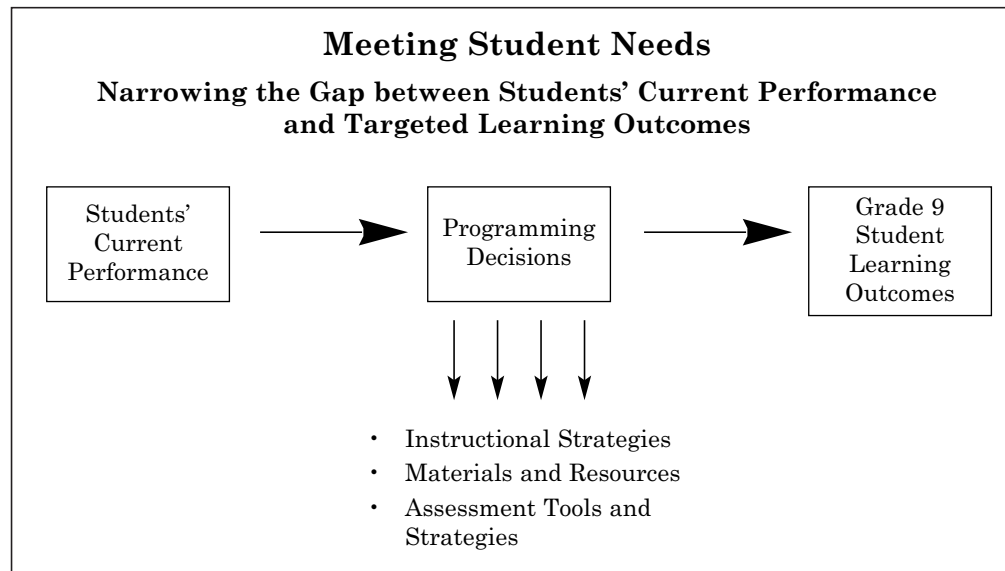 Meeting Student Needs
Narrowing the Gap between Students’ Current Performance
and Targeted Learning Outcomes
Students’
Current
Performance
Programming
Decisions
Grade 9
Student
Learning
Outcomes
• Instructional Strategies
• Materials and Resources
• Assessment Tools and
Strategies